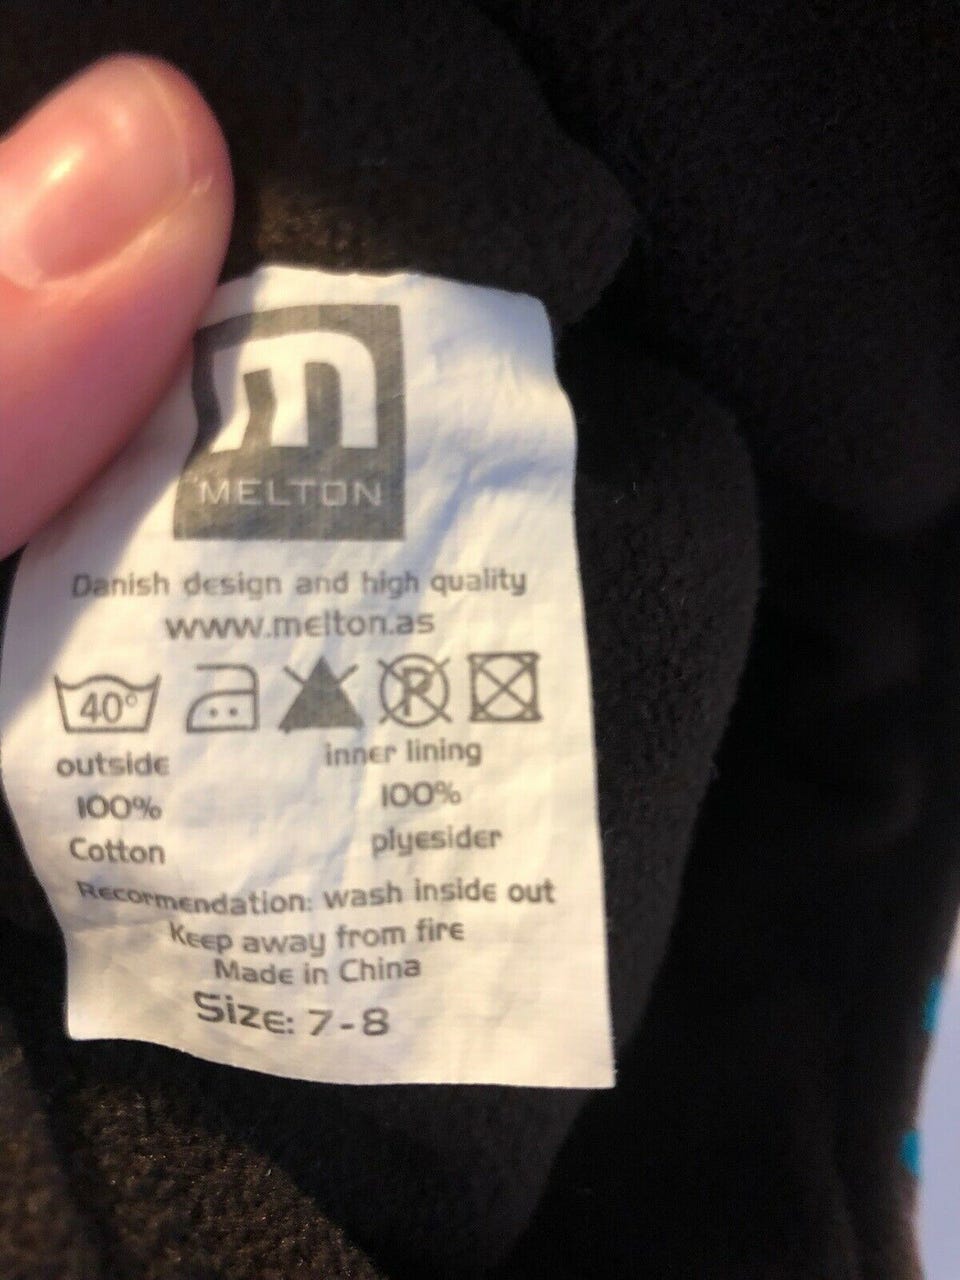 m
MELTON
Danish design and high quality
www.melton.as
40° P
outside inner lining
100% 100%
Cotton plyesider
Recormendation: wash inside out
Keep away from fire
Made in China
Size: 7-8